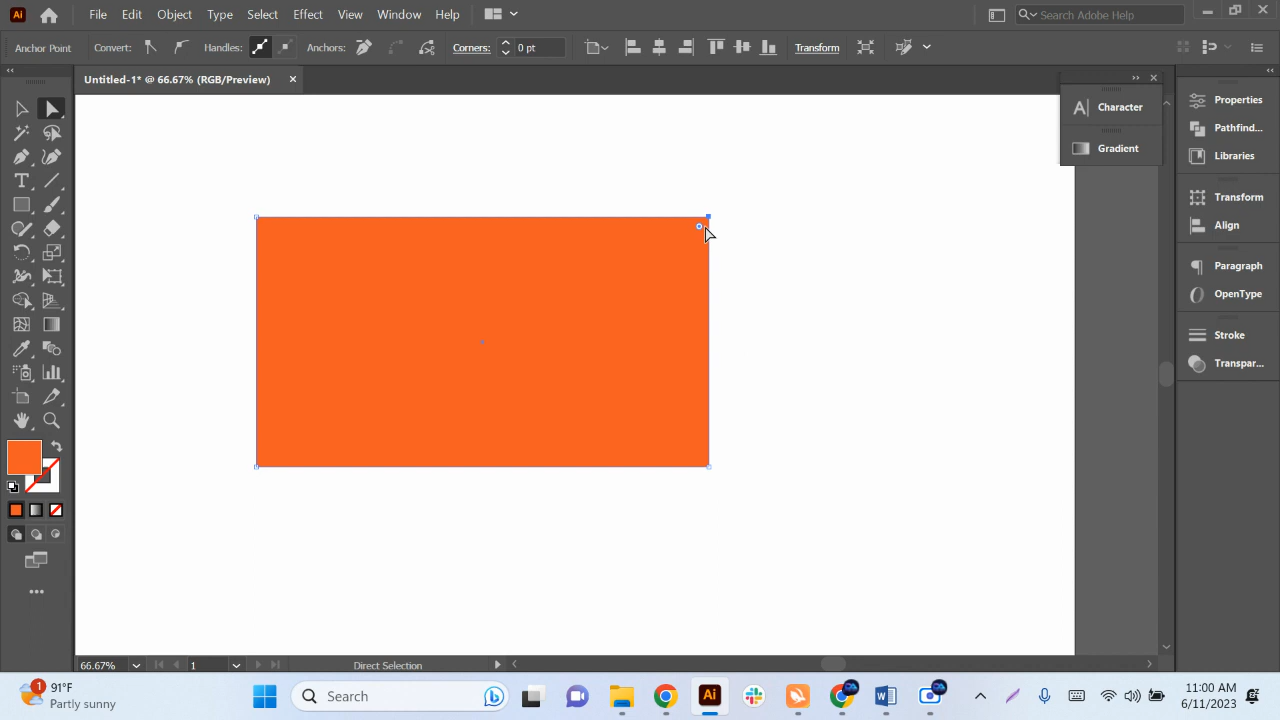 Ai File Edit Object Type Select Effect View Window Help Search Adobe Help
Anchor Point Convert: Handles: Anchors: Corners: 0 pt Transform
Untitled-1* @ 66.67% (RGB/Preview) ×
Character
Gradient
Properties
Pathfind...
Libraries
Transform
Align
Paragraph
OpenType
Stroke
Transpar...
T
66.67% 1 Direct Selection
1
91°F
Partly sunny
Search
Ai
11:00 AM
6/11/2023